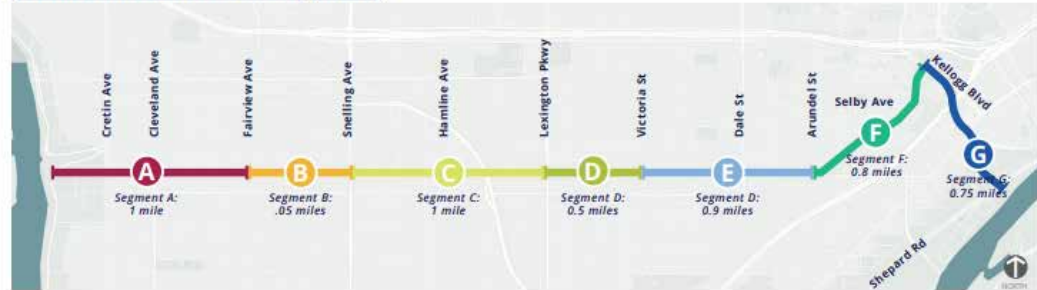 Cretin Ave
Cleveland Ave
Fairview Ave
Snelling Ave
Hamline Ave
Lexington Pkwy
Victoria St
Dale St
Arundel St
Selby Ave
Kellogg Blvd
A
B
C
D
E
F
G
Segment A:
1 mile
Segment B:
.05 miles
Segment C:
1 mile
Segment D:
0.5 miles
Segment D:
0.9 miles
Segment F:
0.8 miles
Segment G:
0.75 miles
Shepard Rd
NORTH